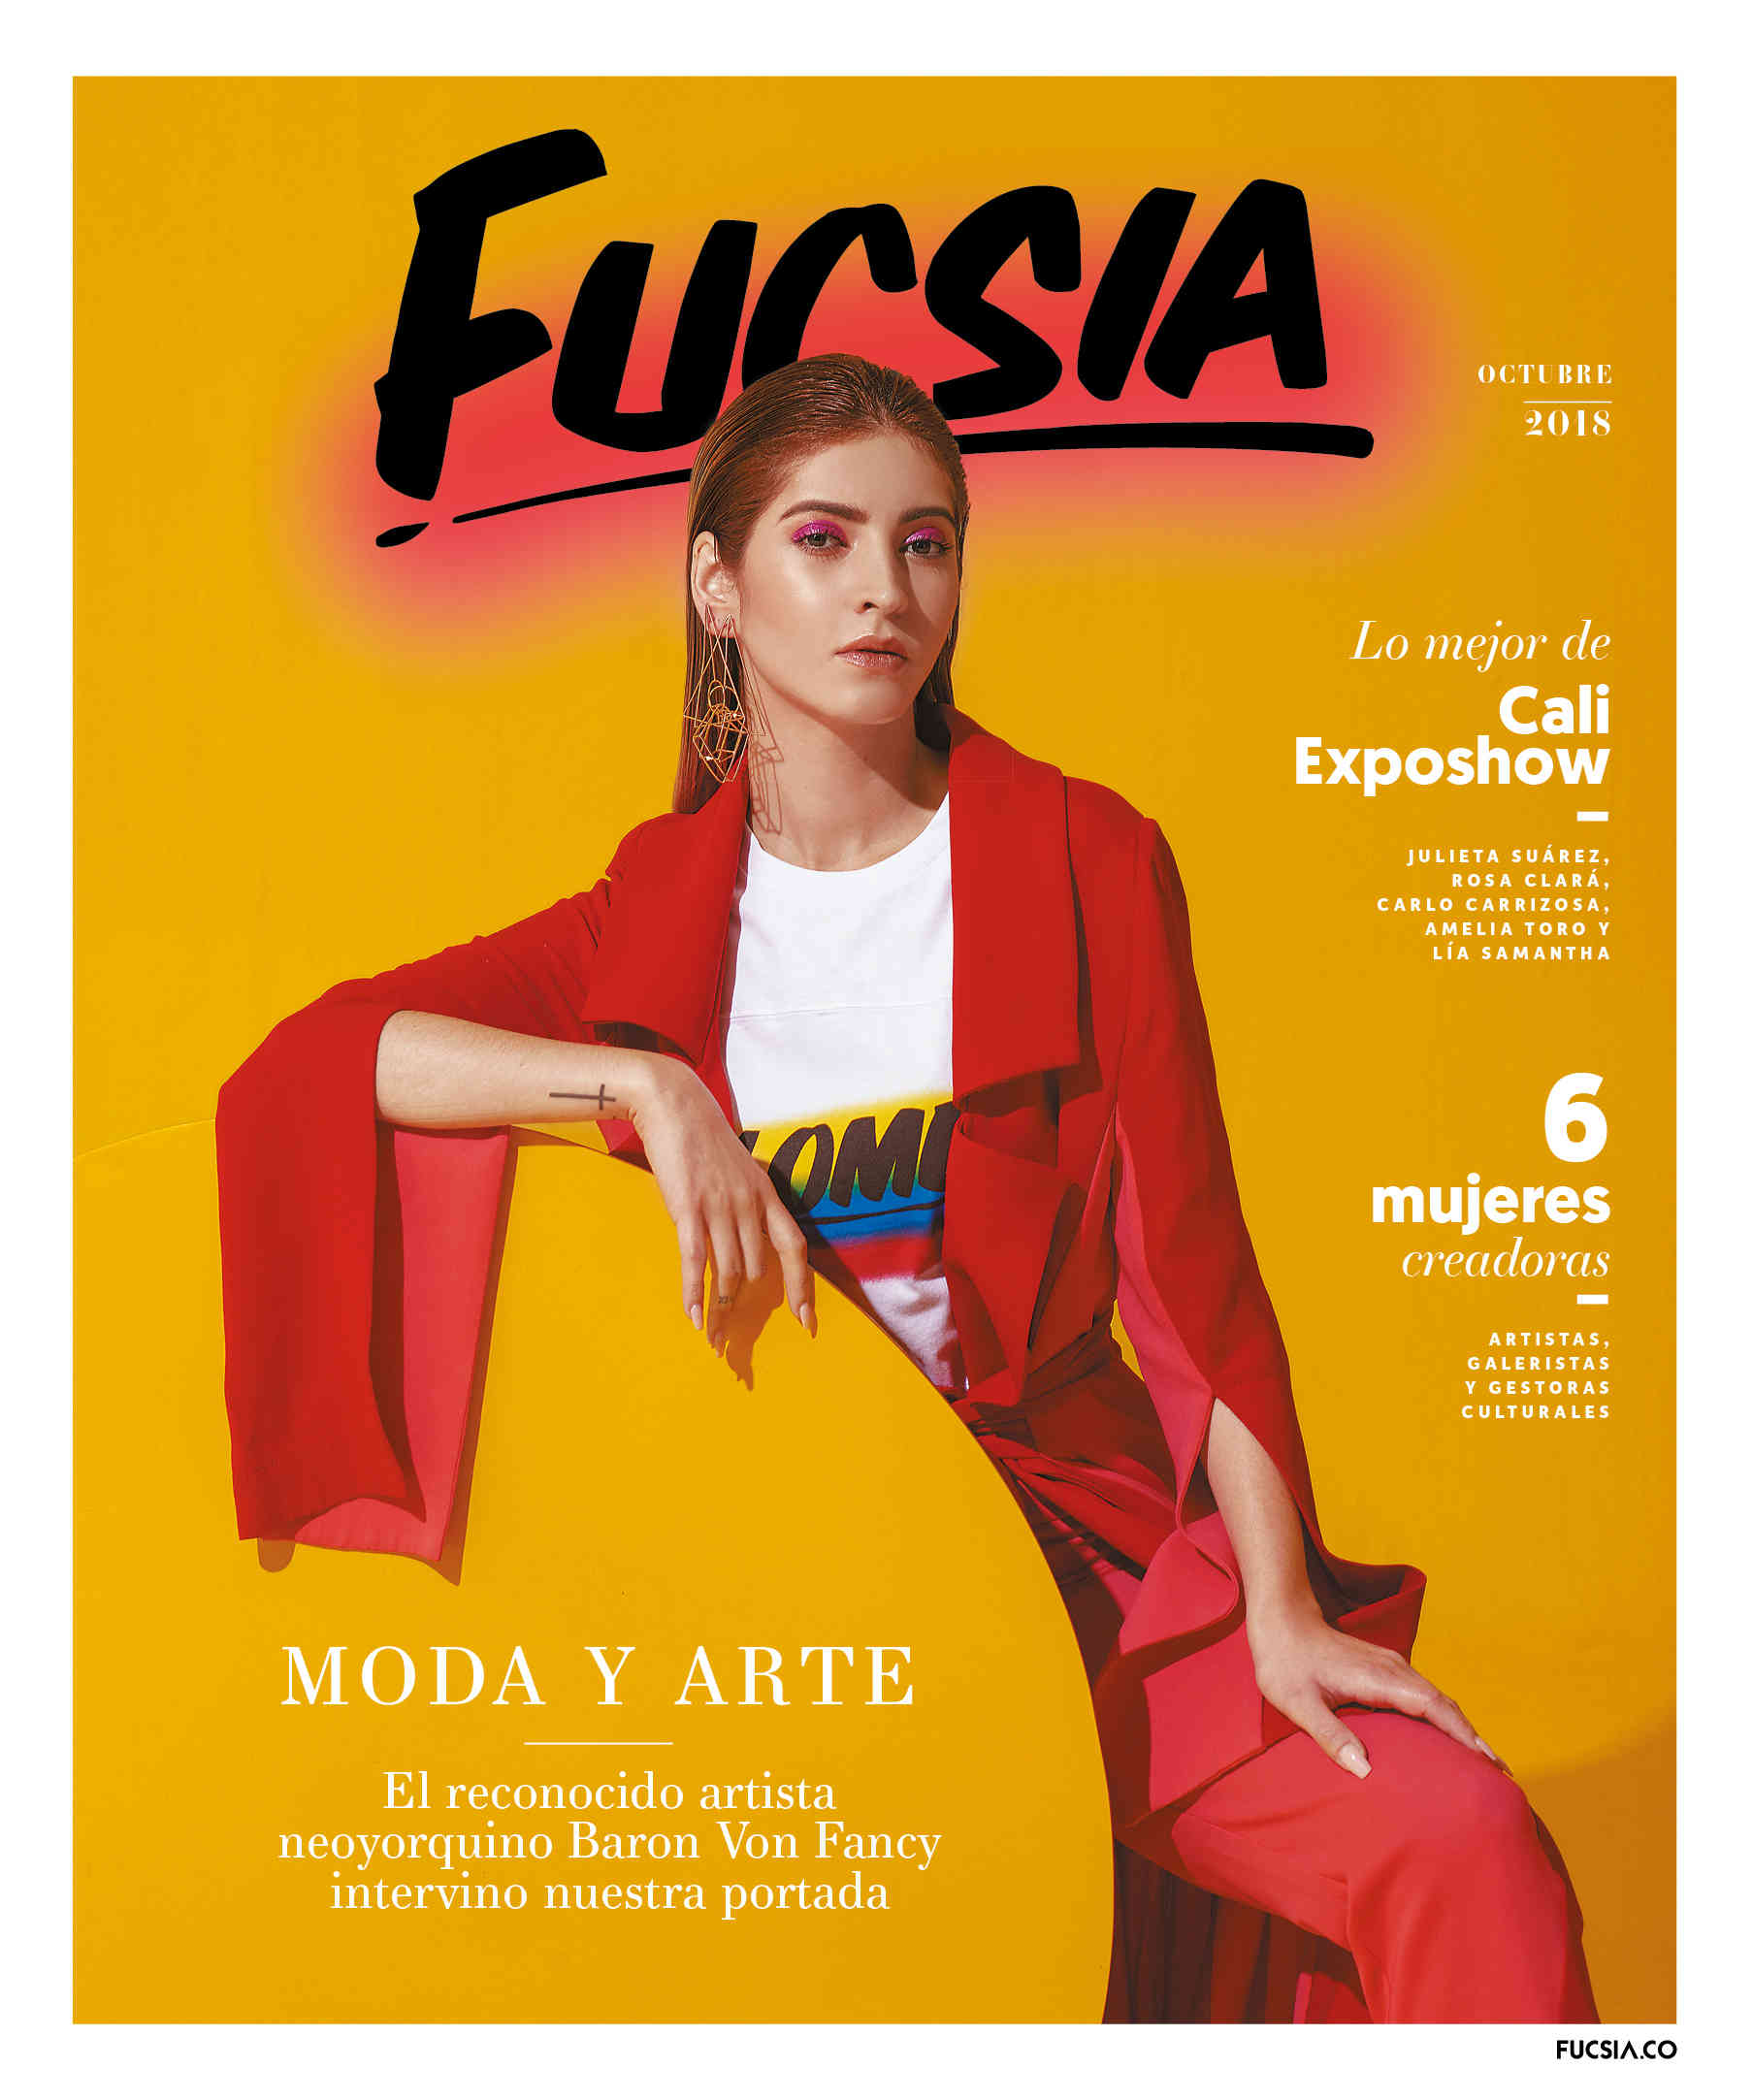 FUCSIA
OCTUBRE
2018
Lo mejor de
Cali
Exposhow
JULIETA SUÁREZ,
ROSA CLARÁ,
CARLO CARRIZOSA,
AMELIA TORO Y
LÍA SAMANTHA
6
mujeres
creadoras
ARTISTAS,
GALERISTAS
Y GESTORAS
CULTURALES
LOM
MODA Y ARTE
El reconocido artista
neoyorquino Baron Von Fancy
intervino nuestra portada
FUCSIA.CO